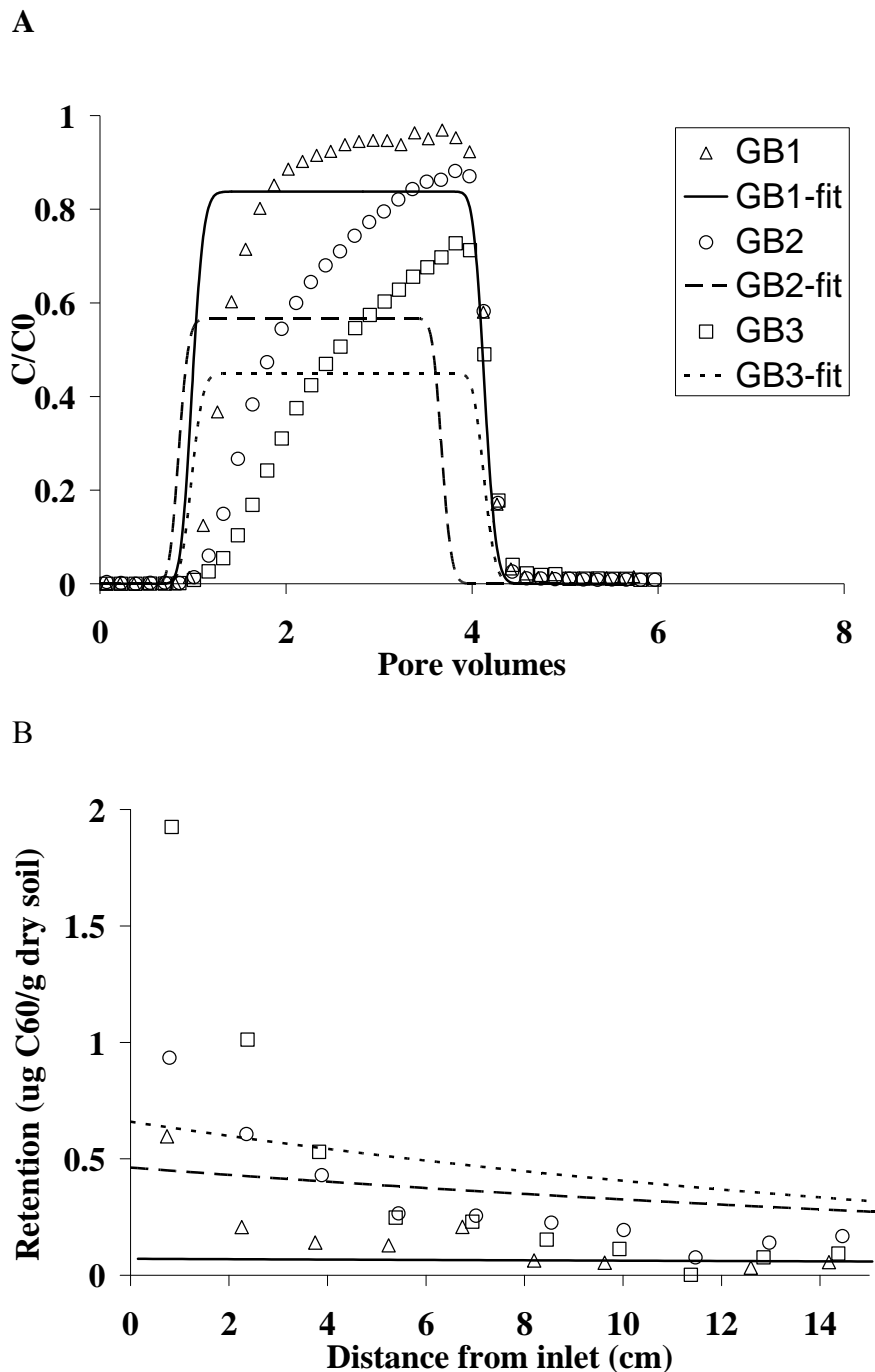 A
C/C0
1
0.8
0.6
0.4
0.2
0
0 2 4 6 8
Pore volumes
GB1
GB1-fit
GB2
GB2-fit
GB3
GB3-fit
B
Retention (ug C60/g dry soil)
2
1.5
1
0.5
0
0 2 4 6 8 10 12 14
Distance from inlet (cm)